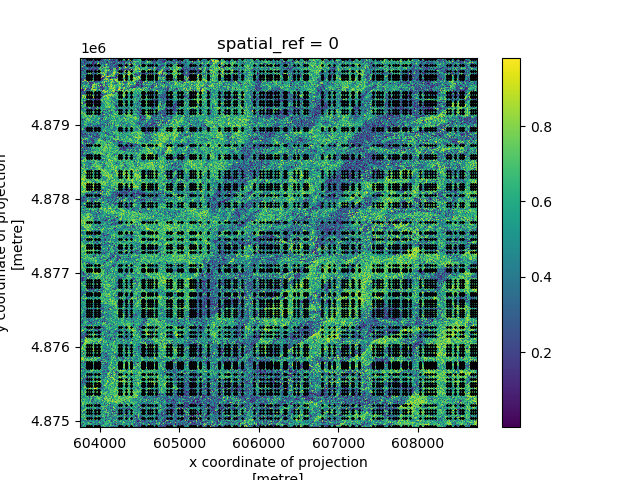 spatial_ref = 0
1e6
4.879
4.878
4.877
4.876
4.875
y coordinate of projection
[metre]
604000 605000 606000 607000 608000
x coordinate of projection
[metre]
0.8
0.6
0.4
0.2